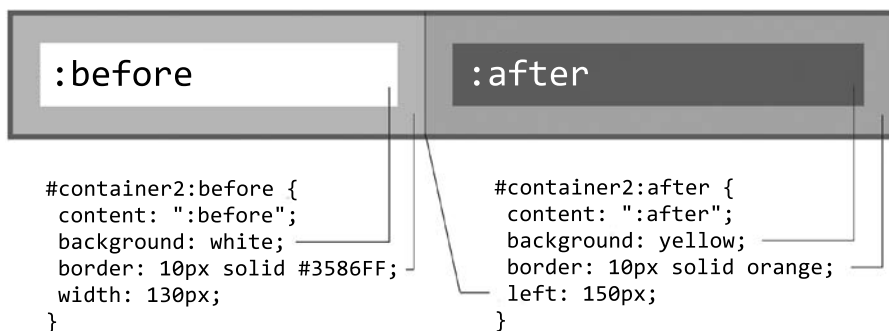 :before
:after
#container2:before {
content: ":before";
background: white;
border: 10px solid #3586FF;
width: 130px;
}
#container2:after {
content: ":after";
background: yellow;
border: 10px solid orange;
left: 150px;
}